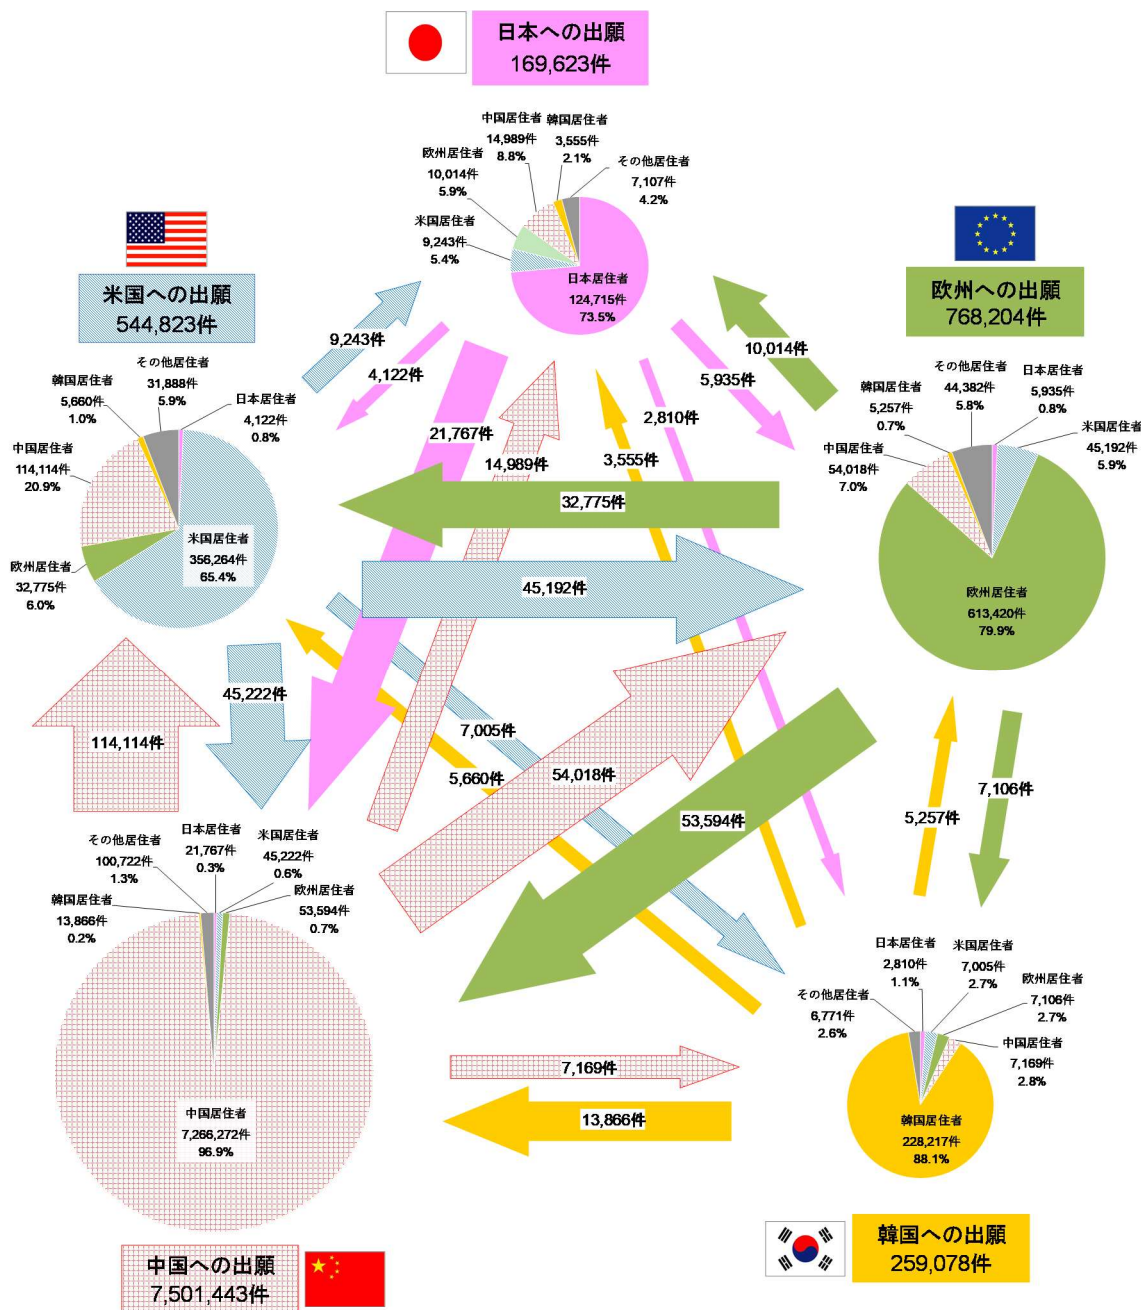 日本への出願
169,623件
中国居住者
14,989件
8.8%
韓国居住者
3,555件
2.1%
欧州居住者
10,014件
5.9%
その他居住者
7,107件
4.2%
米国居住者
9,243件
5.4%
日本居住者
124,715件
73.5%
米国への出願
544,823件
欧州への出願
768,204件
9,243件
4,122件
21,767件
14,989件
3,555件
2,810件
5,935件
10,014件
その他居住者
31,888件
5.9%
韓国居住者
5,660件
1.0%
日本居住者
4,122件
0.8%
中国居住者
114,114件
20.9%
米国居住者
356,264件
65.4%
欧州居住者
32,775件
6.0%
その他居住者
44,382件
5.8%
日本居住者
5,935件
0.8%
韓国居住者
5,257件
0.7%
米国居住者
45,192件
5.9%
中国居住者
54,018件
7.0%
欧州居住者
613,420件
79.9%
32,775件
45,192件
45,222件
114,114件
7,005件
5,660件
54,018件
53,594件
7,106件
5,257件
日本居住者
21,767件
0.3%
米国居住者
45,222件
0.6%
その他居住者
100,722件
1.3%
欧州居住者
53,594件
0.7%
韓国居住者
13,866件
0.2%
中国居住者
7,266,272件
96.9%
日本居住者
2,810件
1.1%
米国居住者
7,005件
2.7%
その他居住者
6,771件
2.6%
欧州居住者
7,106件
2.7%
中国居住者
7,169件
2.8%
韓国居住者
228,217件
88.1%
7,169件
13,866件
中国への出願
7,501,443件
韓国への出願
259,078件